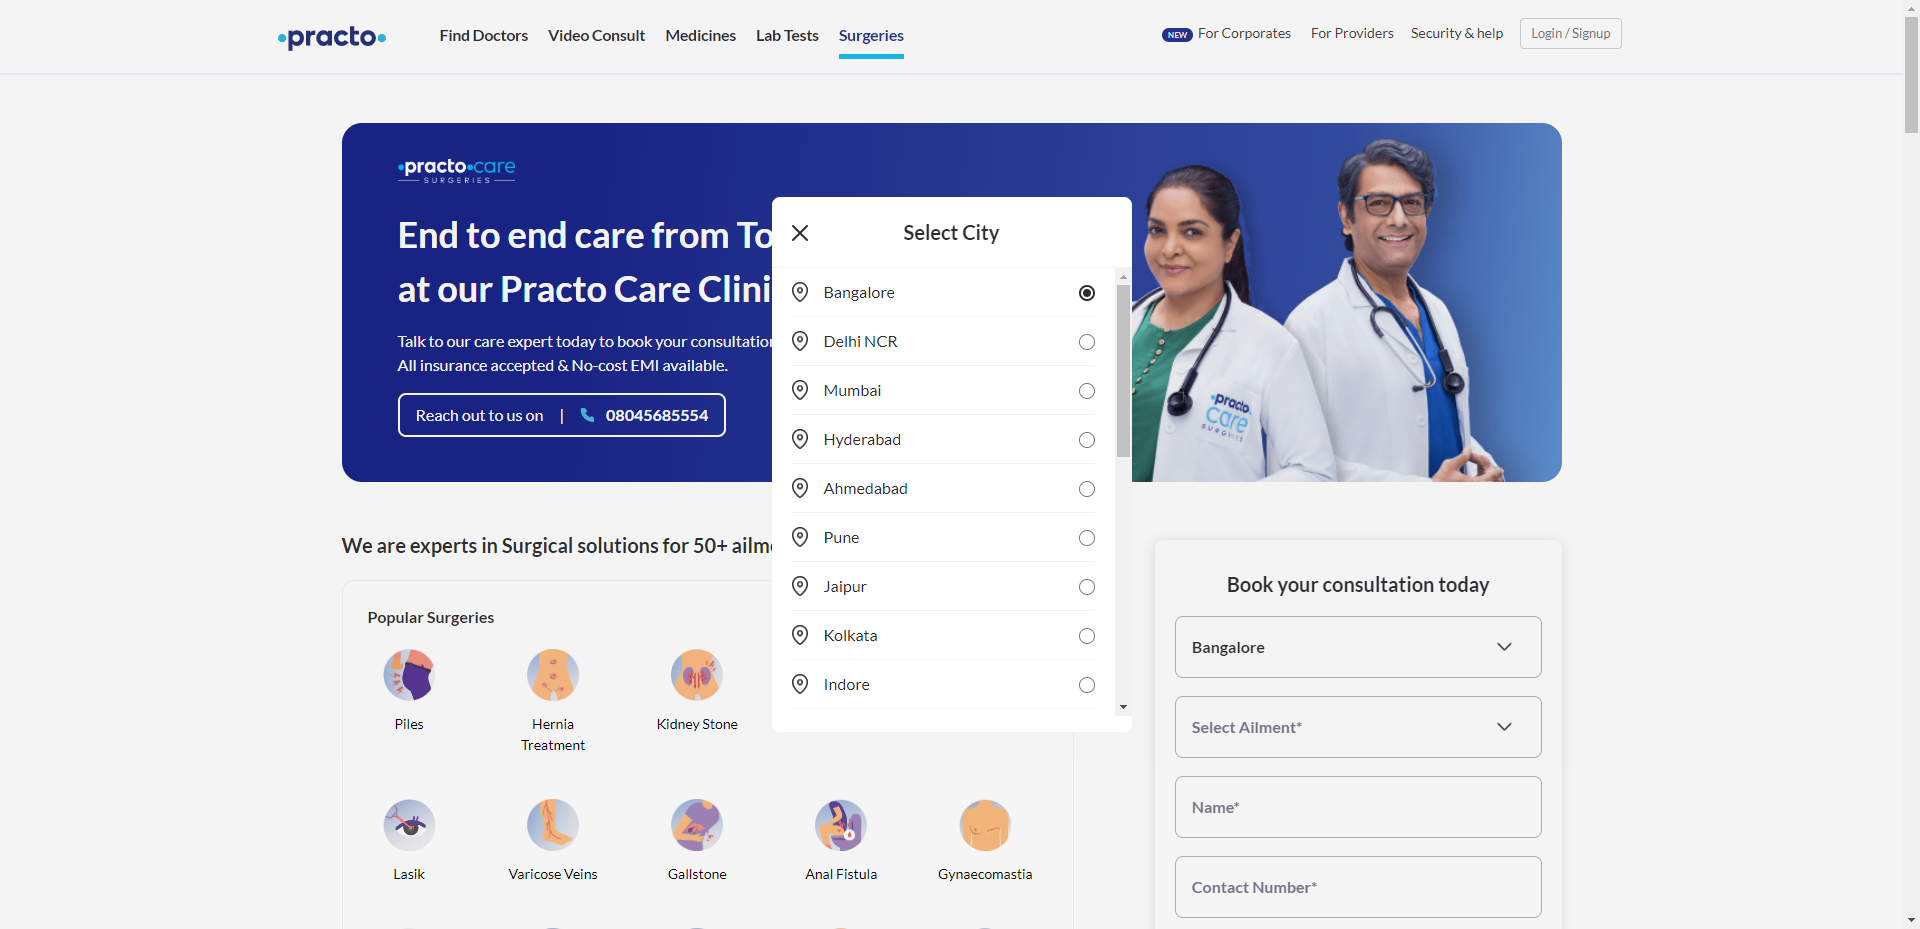 practo
Find Doctors
Video Consult
Medicines
Lab Tests
Surgeries
NEW For Corporates
For Providers
Security & help
Login / Signup
practo care
SURGERIES
End to end care from To
at our Practo Care Clini
Talk to our care expert today to book your consultation
All insurance accepted & No-cost EMI available.
Reach out to us on | 08045685554
practo
care
SURGERIES
Select City
Bangalore
Delhi NCR
Mumbai
Hyderabad
Ahmedabad
Pune
Jaipur
Kolkata
Indore
We are experts in Surgical solutions for 50+ ailm
Popular Surgeries
Piles
Hernia
Treatment
Kidney Stone
Lasik
Varicose Veins
Gallstone
Anal Fistula
Gynaecomastia
Book your consultation today
Bangalore
Select Ailment*
Name*
Contact Number*